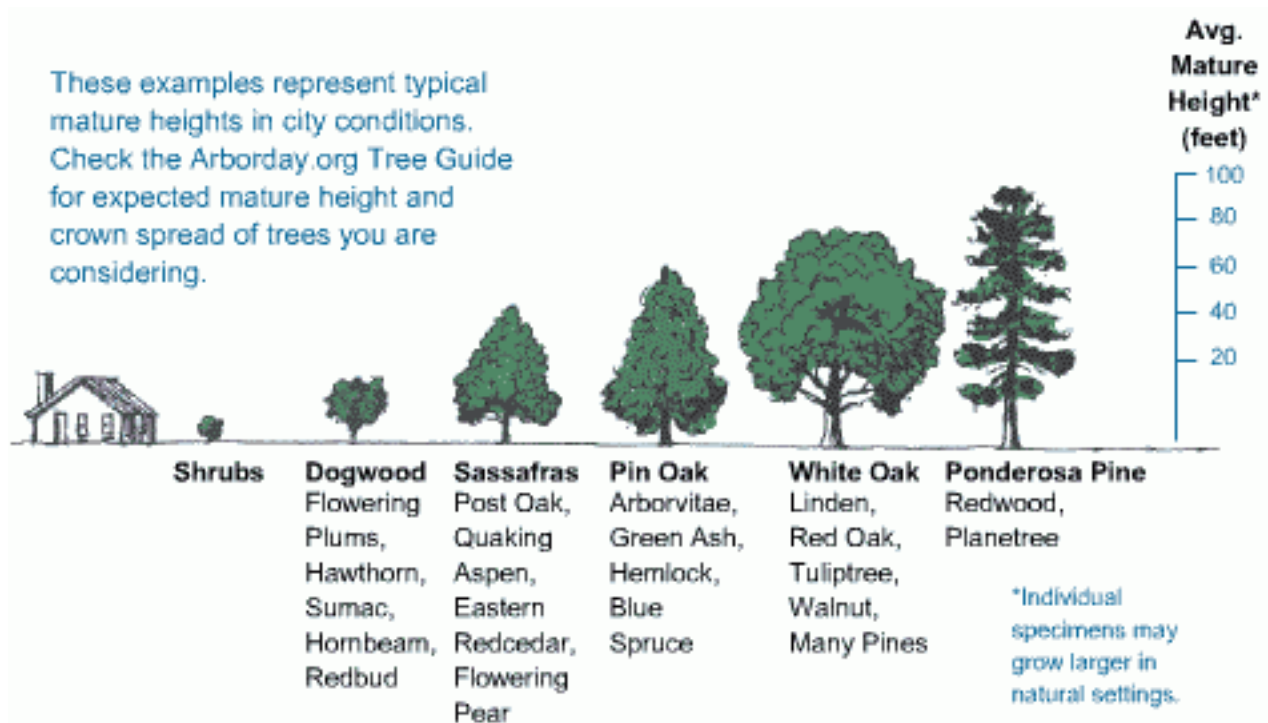 These examples represent typical
mature heights in city conditions.
Check the Arborday.org Tree Guide
for expected mature height and
crown spread of trees you are
considering.
Avg.
Mature
Height*
(feet)
100
80
60
40
20
Shrubs
Dogwood
Flowering
Plums,
Hawthorn,
Sumac,
Hornbeam,
Redbud
Sassafras
Post Oak,
Quaking
Aspen,
Eastern
Redcedar,
Flowering
Pear
Pin Oak
Arborvitae,
Green Ash,
Hemlock,
Blue
Spruce
White Oak
Linden,
Red Oak,
Tuliptree,
Walnut,
Many Pines
Ponderosa Pine
Redwood,
Planetree
*Individual
specimens may
grow larger in
natural settings.